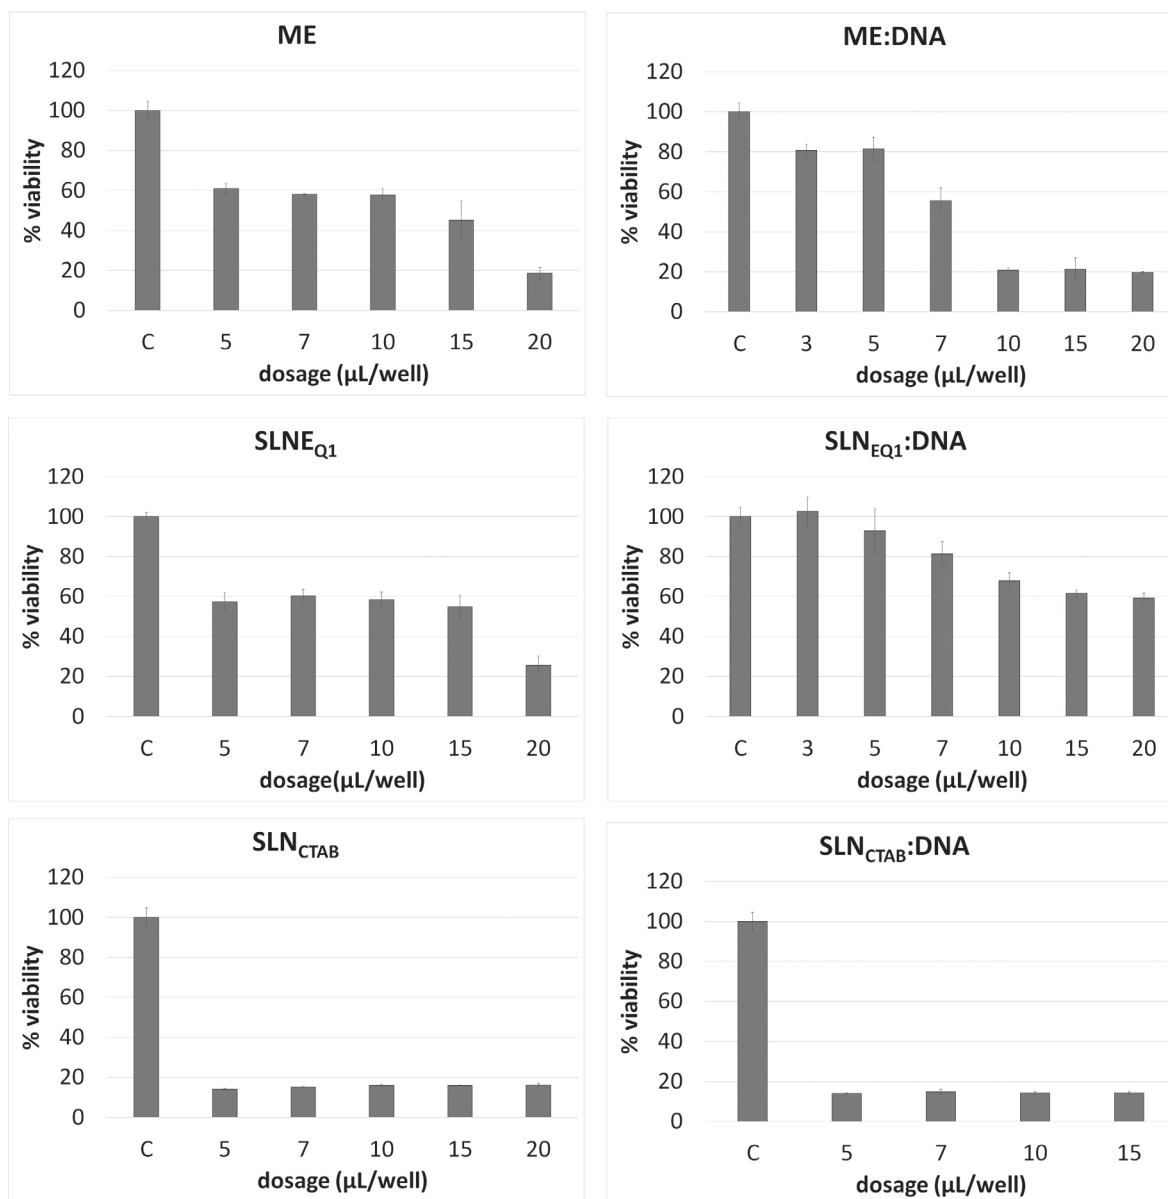 ME
120
100
80
60
40
20
0
% viability
C 5 7 10 15 20
dosage (µL/well)
ME:DNA
120
100
80
60
40
20
0
% viability
C 3 5 7 10 15 20
dosage (µL/well)
SLNEQ1
120
100
80
60
40
20
0
% viability
C 5 7 10 15 20
dosage(µL/well)
SLNEQ1:DNA
120
100
80
60
40
20
0
% viability
C 3 5 7 10 15 20
dosage (µL/well)
SLNCTAB
120
100
80
60
40
20
0
% viability
C 5 7 10 15 20
dosage (µL/well)
SLNCTAB:DNA
120
100
80
60
40
20
0
% viability
C 5 7 10 15
dosage (µL/well)